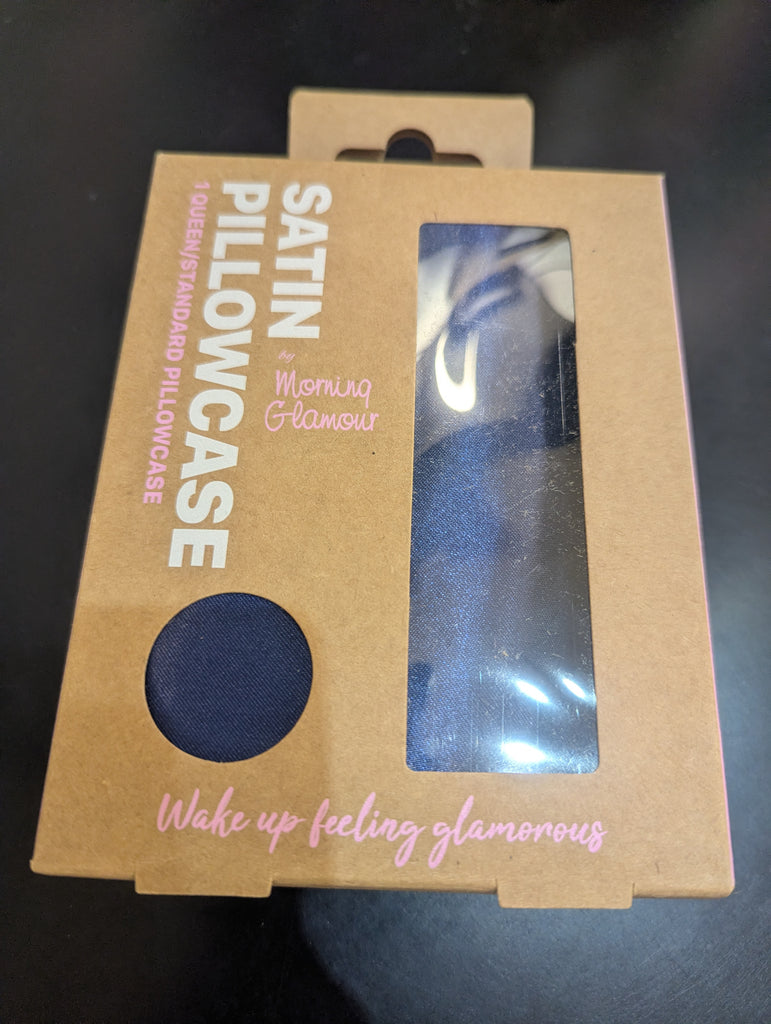 SATIN
PILLOWCASE
1 QUEEN/STANDARD PILLOWCASE
by
Morning
Glamour
Wake up feeling glamorous